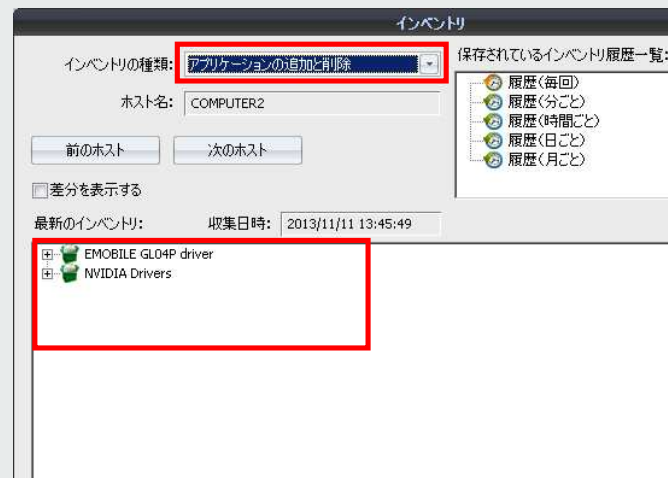 インベントリ
インベントリの種類: アプリケーションの追加と削除
保存されているインベントリ履歴一覧:
ホスト名: COMPUTER2
履歴(毎回)
履歴(分ごと)
履歴(時間ごと)
履歴(日ごと)
履歴(月ごと)
前のホスト 次のホスト
差分を表示する
最新のインベントリ: 収集日時: 2013/11/11 13:45:49
EMOBILE GL04P driver
NVIDIA Drivers